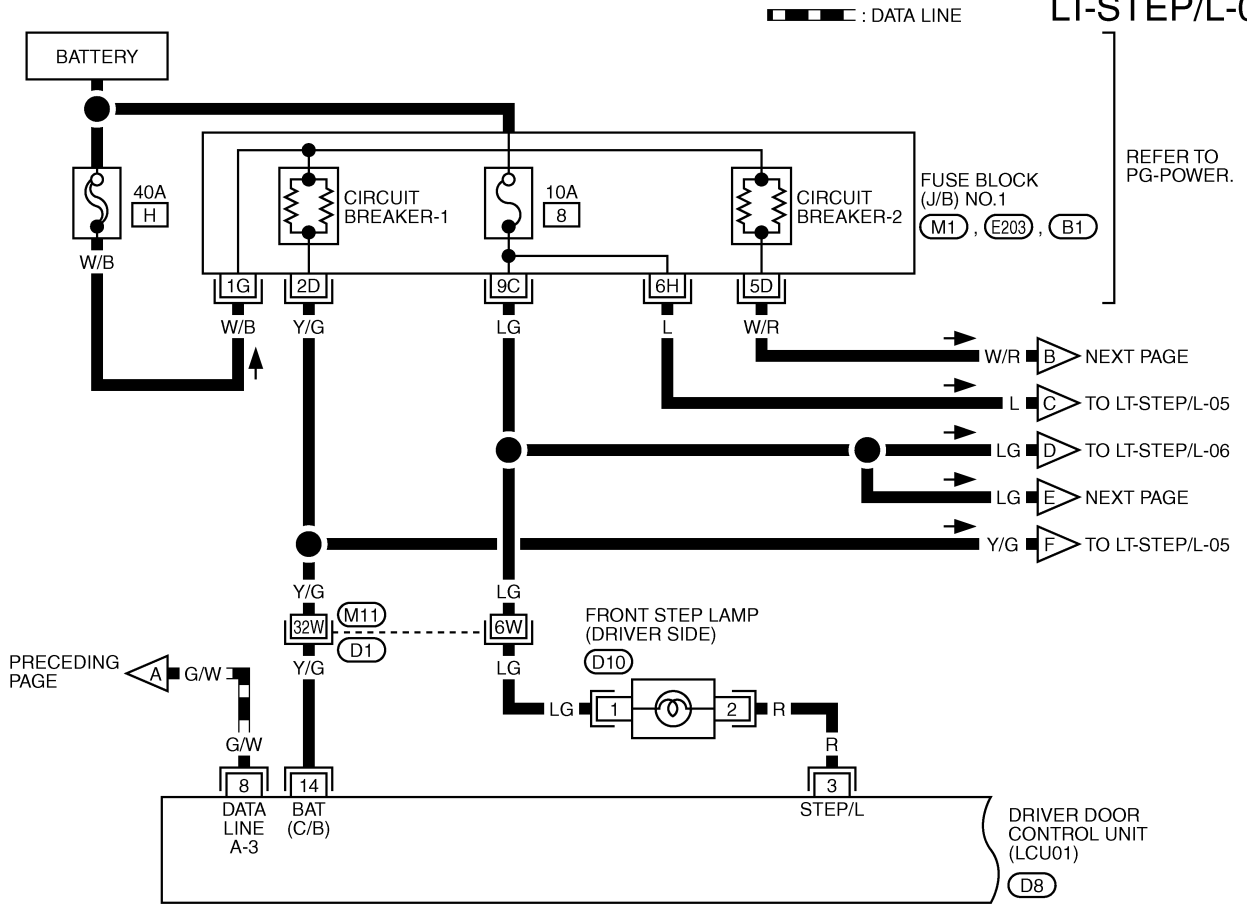 : DATA LINE
LT-STEP/L-0
BATTERY
40A
H
W/B
CIRCUIT
BREAKER-1
10A
8
CIRCUIT
BREAKER-2
FUSE BLOCK
(J/B) NO.1
M1 , E203 , B1
REFER TO
PG-POWER.
1G
2D
9C
6H
5D
W/B
Y/G
LG
L
W/R
W/R B NEXT PAGE
L C TO LT-STEP/L-05
LG D TO LT-STEP/L-06
LG E NEXT PAGE
Y/G F TO LT-STEP/L-05
Y/G
LG
32W
M11
D1
6W
Y/G
LG
FRONT STEP LAMP
(DRIVER SIDE)
D10
PRECEDING
PAGE
A
G/W
G/W
LG
1
2
R
R
8
14
3
DATA
LINE
A-3
BAT
(C/B)
STEP/L
DRIVER DOOR
CONTROL UNIT
(LCU01)
D8